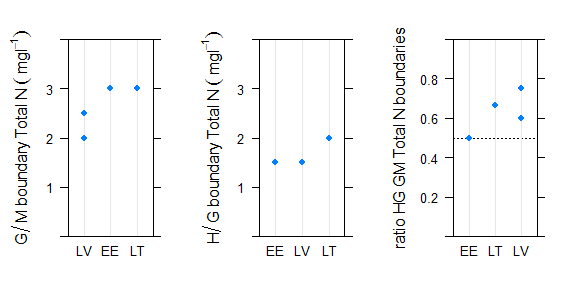 G/M boundary Total N ( mgl⁻¹)
3
2
1
LV EE LT
H/G boundary Total N ( mgl⁻¹)
3
2
1
EE LV LT
ratio HG GM Total N boundaries
0.8
0.6
0.4
0.2
EE LT LV